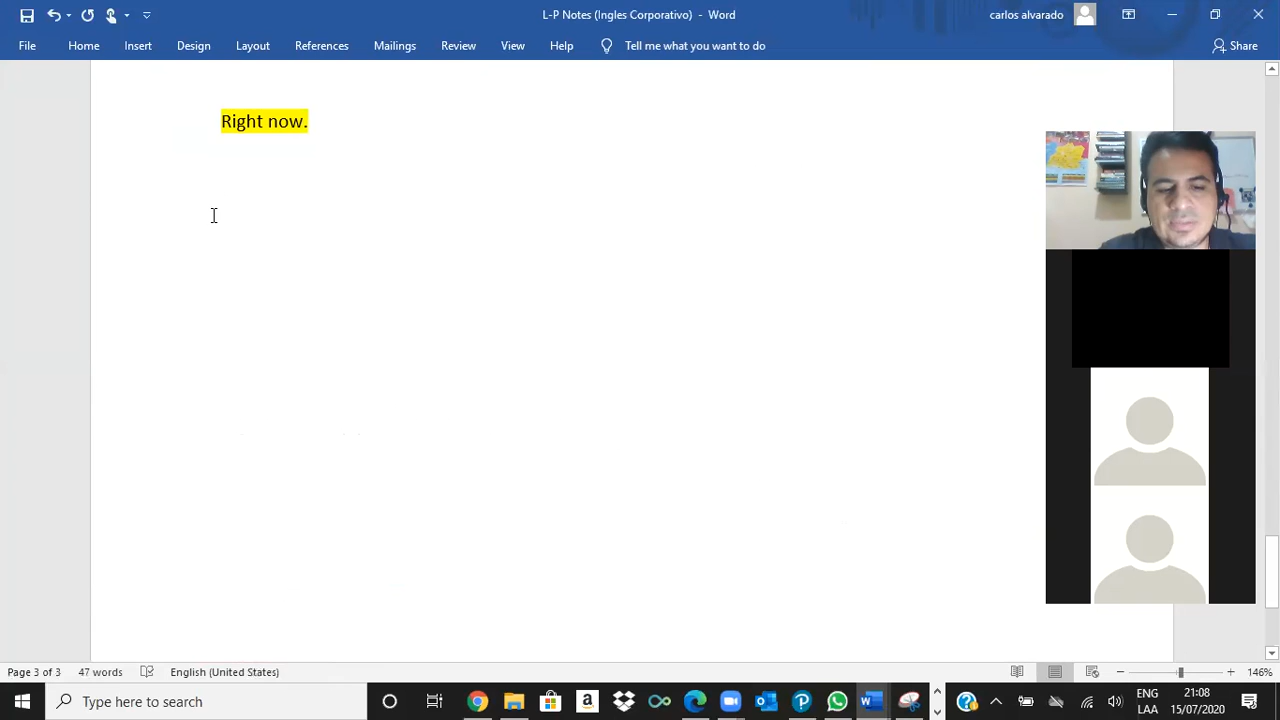 L-P Notes (Ingles Corporativo) - Word
carlos alvarado
File Home Insert Design Layout References Mailings Review View Help Tell me what you want to do Share
Right now.
Page 3 of 3 47 words English (United States) 146%
Type here to search
ENG 21:08
LAA 15/07/2020